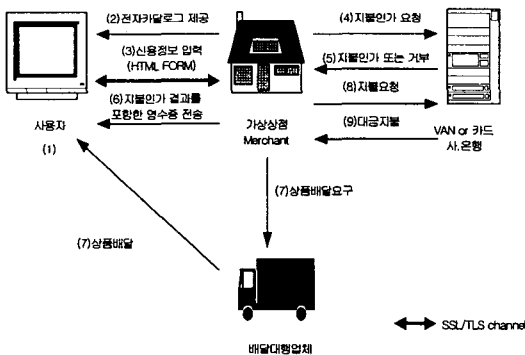 (2)전자카달로그 제공
(4)지불인가 요청
(3)신용정보 입력
(HTML FORM)
(5)지불인가 또는 거부
(6)지불인가 결과를
포함한 영수증 전송
(8)지불요청
(9)대금지불
사용자
(1)
가상상점
Merchant
VAN or 카드
사,은행
(7)상품배달요구
(7)상품배달
SSL/TLS channel
배달대행업체